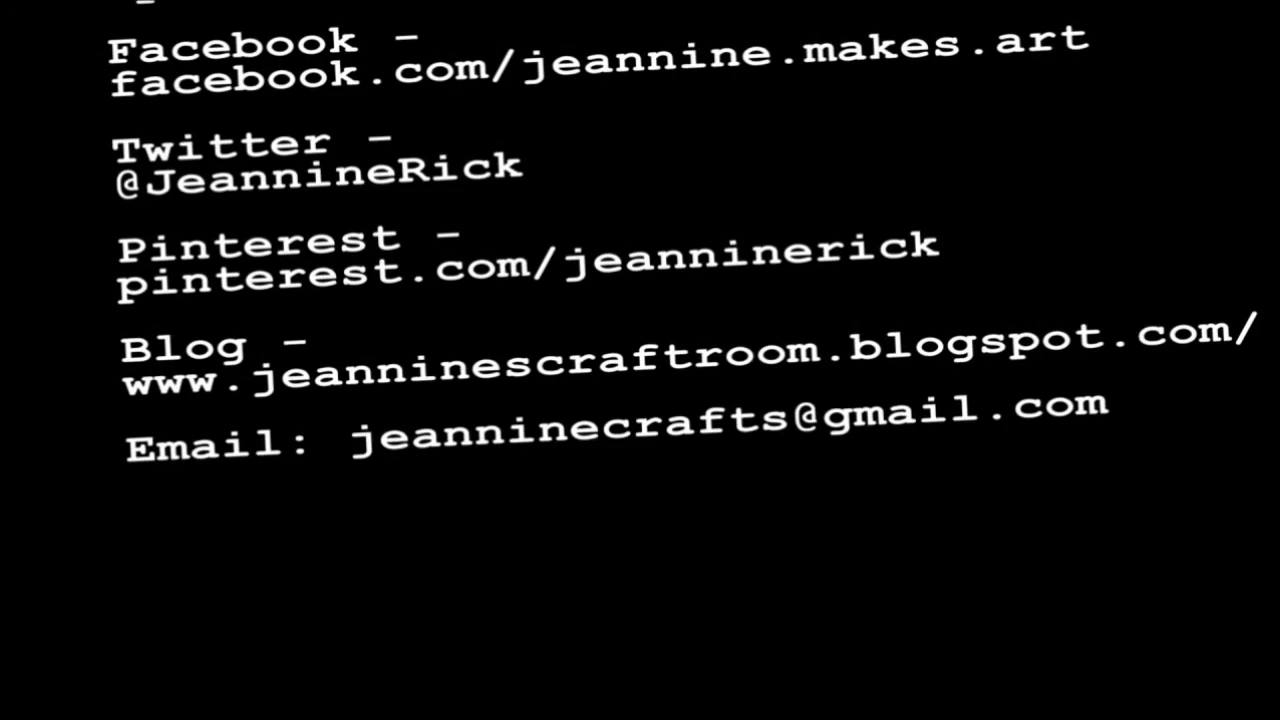 Facebook -
facebook.com/jeannine.makes.art
Twitter -
@JeannineRick
Pinterest -
pinterest.com/jeanninerick
Blog -
www.jeanninescraftroom.blogspot.com/
Email: jeanninecrafts@gmail.com